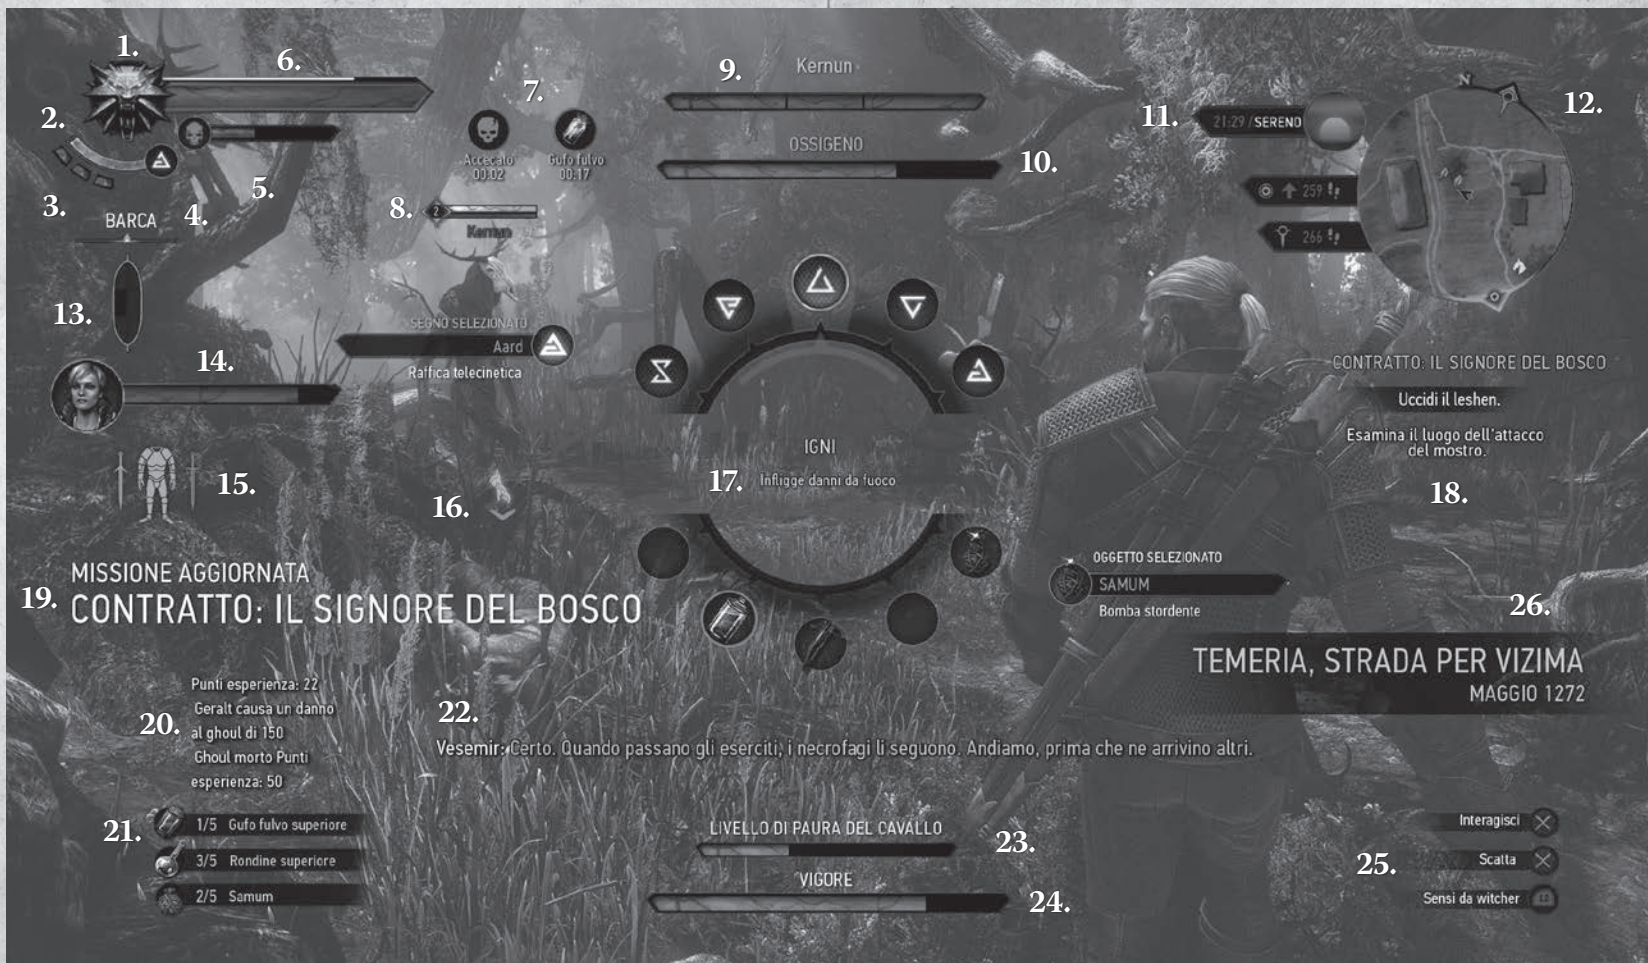 1.
6.
9.
Kernun
7.
12.
2.
11.
21:29 / SERENO
OSSIGENO
10.
Accecato
00:02
Gufo fulvo
00:17
5.
259
3.
4.
8.
2
BARCA
Kernun
266
13.
SEGNO SELEZIONATO
Aard
Raffica telecinetica
14.
CONTRATTO: IL SIGNORE DEL BOSCO
Uccidi il leshen.
Esamina il luogo dell'attacco
del mostro.
IGNI
17.
Infligge danni da fuoco
15.
16.
18.
OGGETTO SELEZIONATO
SAMUM
Bomba stordente
MISSIONE AGGIORNATA
19.
CONTRATTO: IL SIGNORE DEL BOSCO
26.
TEMERIA, STRADA PER VIZIMA
MAGGIO 1272
Punti esperienza: 22
Geralt causa un danno
20.
al ghoul di 150
Ghoul morto Punti
esperienza: 50
22.
Vesemir: Certo. Quando passano gli eserciti, i necrofagi li seguono. Andiamo, prima che ne arrivino altri.
21.
1/5 Gufo fulvo superiore
3/5 Rondine superiore
2/5 Samum
LIVELLO DI PAURA DEL CAVALLO
23.
VIGORE
24.
25.
Interagisci
Scatta
Sensi da witcher